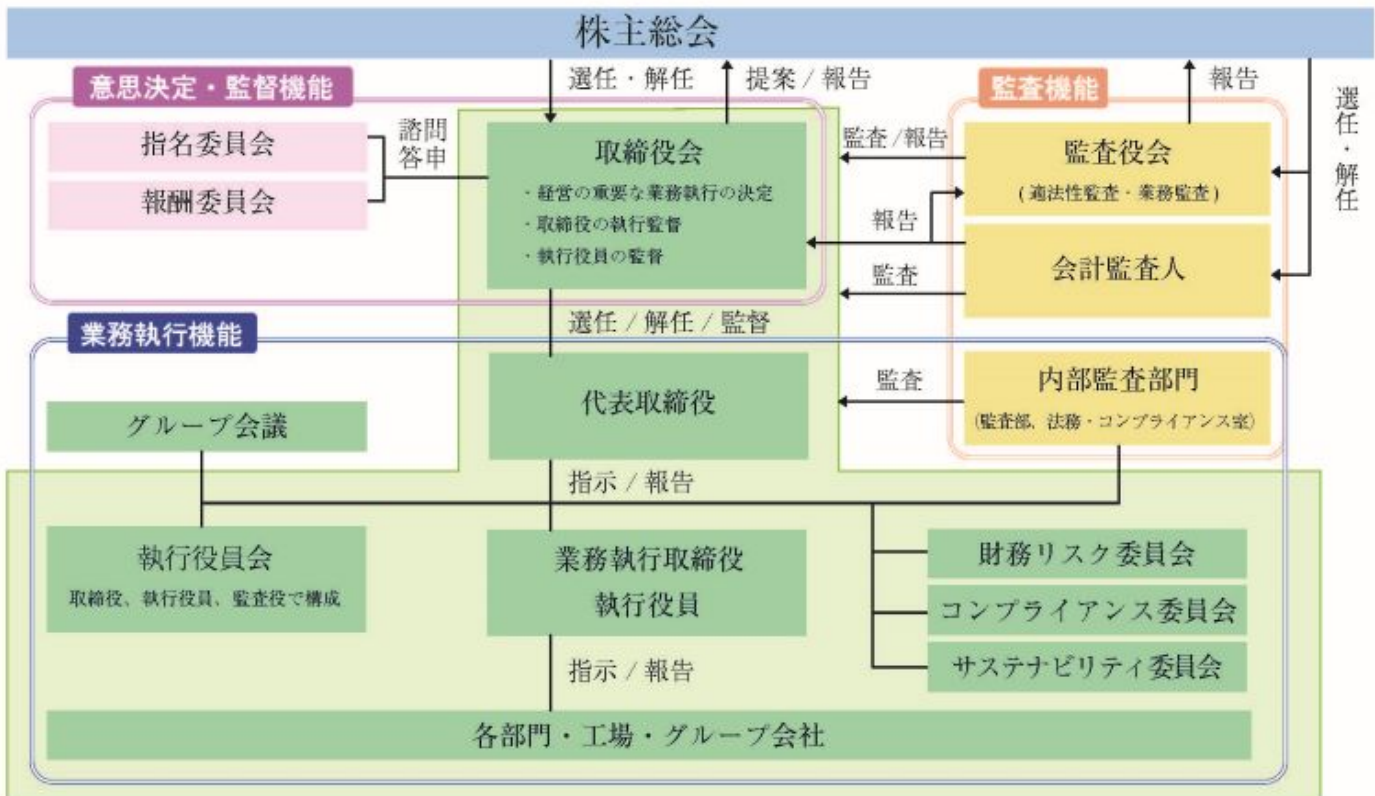 株主総会
意思決定・監督機能
選任・解任
提案 / 報告
監査機能
報告
選任・解任
指名委員会
報酬委員会
諮問
答申
取締役会
・経営の重要な業務執行の決定
・取締役の執行監督
・執行役員の監督
監査/報告
監査役会
(適法性監査・業務監査)
報告
会計監査人
監査
選任 / 解任 / 監督
業務執行機能
代表取締役
監査
内部監査部門
(監査部、法務・コンプライアンス室)
グループ会議
指示 / 報告
執行役員会
取締役、執行役員、監査役で構成
業務執行取締役
執行役員
財務リスク委員会
コンプライアンス委員会
サステナビリティ委員会
指示 / 報告
各部門・工場・グループ会社